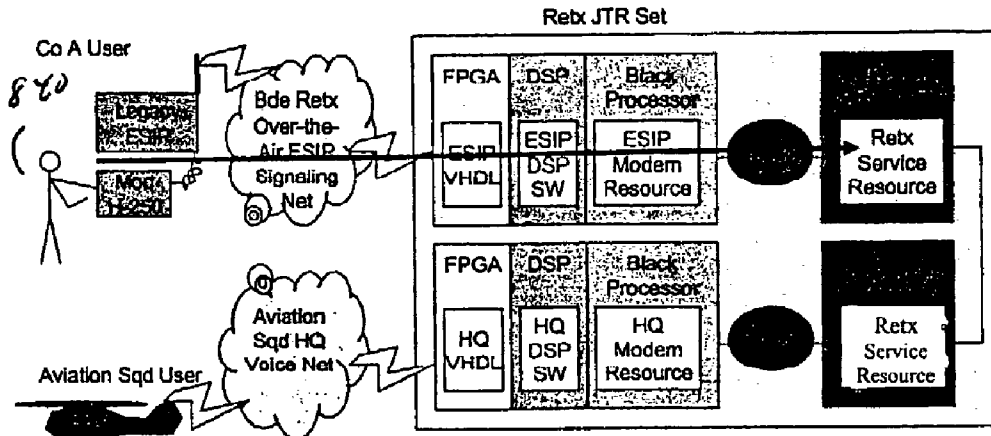 Retx JTR Set
Co A User
840
Legacy
ESIP
Mod
H-250
Bde Retx
Over-the-
Air ESIP
Signaling
Net
FPGA
ESIP
VHDL
DSP
ESIP
DSP
SW
Black
Processor
ESIP
Modem
Resource
Retx
Service
Resource
Aviation Sqd User
Aviation
Sqd HQ
Voice Net
FPGA
HQ
VHDL
DSP
HQ
DSP
SW
Black
Processor
HQ
Modem
Resource
Retx
Service
Resource